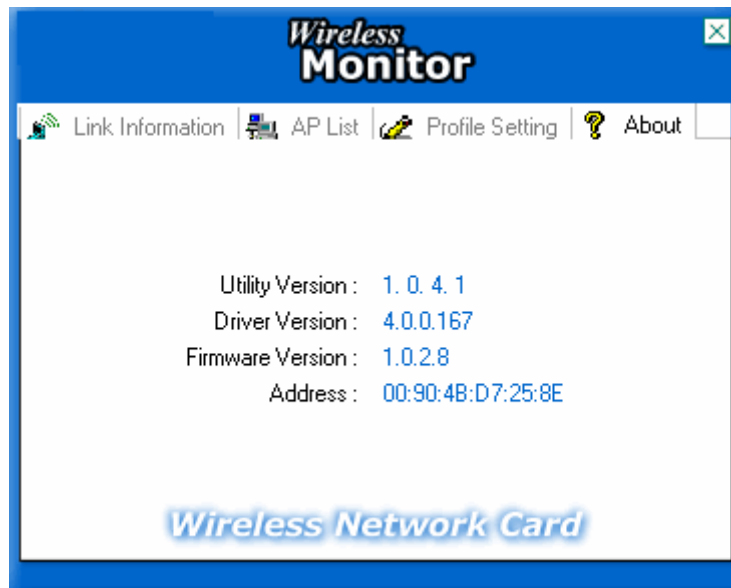 Wireless
Monitor
Link Information AP List Profile Setting About
Utility Version : 1. 0. 4. 1
Driver Version : 4.0.0.167
Firmware Version : 1.0.2.8
Address : 00:90:4B:D7:25:8E
Wireless Network Card